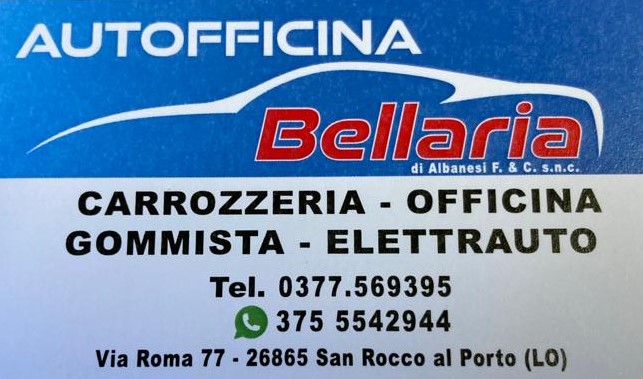 AUTOFFICINA
Bellaria
di Albanesi F. & C. s.n.c.
CARROZZERIA - OFFICINA
GOMMISTA - ELETTRAUTO
Tel. 0377.569395
375 5542944
Via Roma 77 - 26865 San Rocco al Porto (LO)